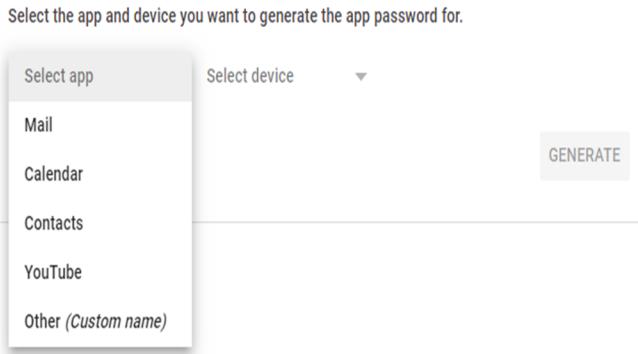 Select the app and device you want to generate the app password for.
Select app
Select device
Mail
Calendar
GENERATE
Contacts
YouTube
Other (Custom name)